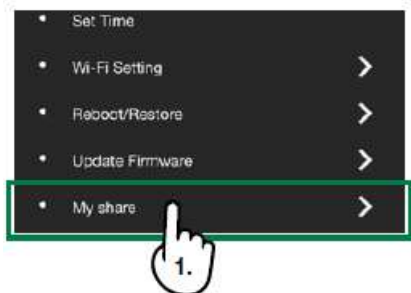 Set Time
Wi-Fi Setting
Reboot/Restore
Update Firmware
My share
1.